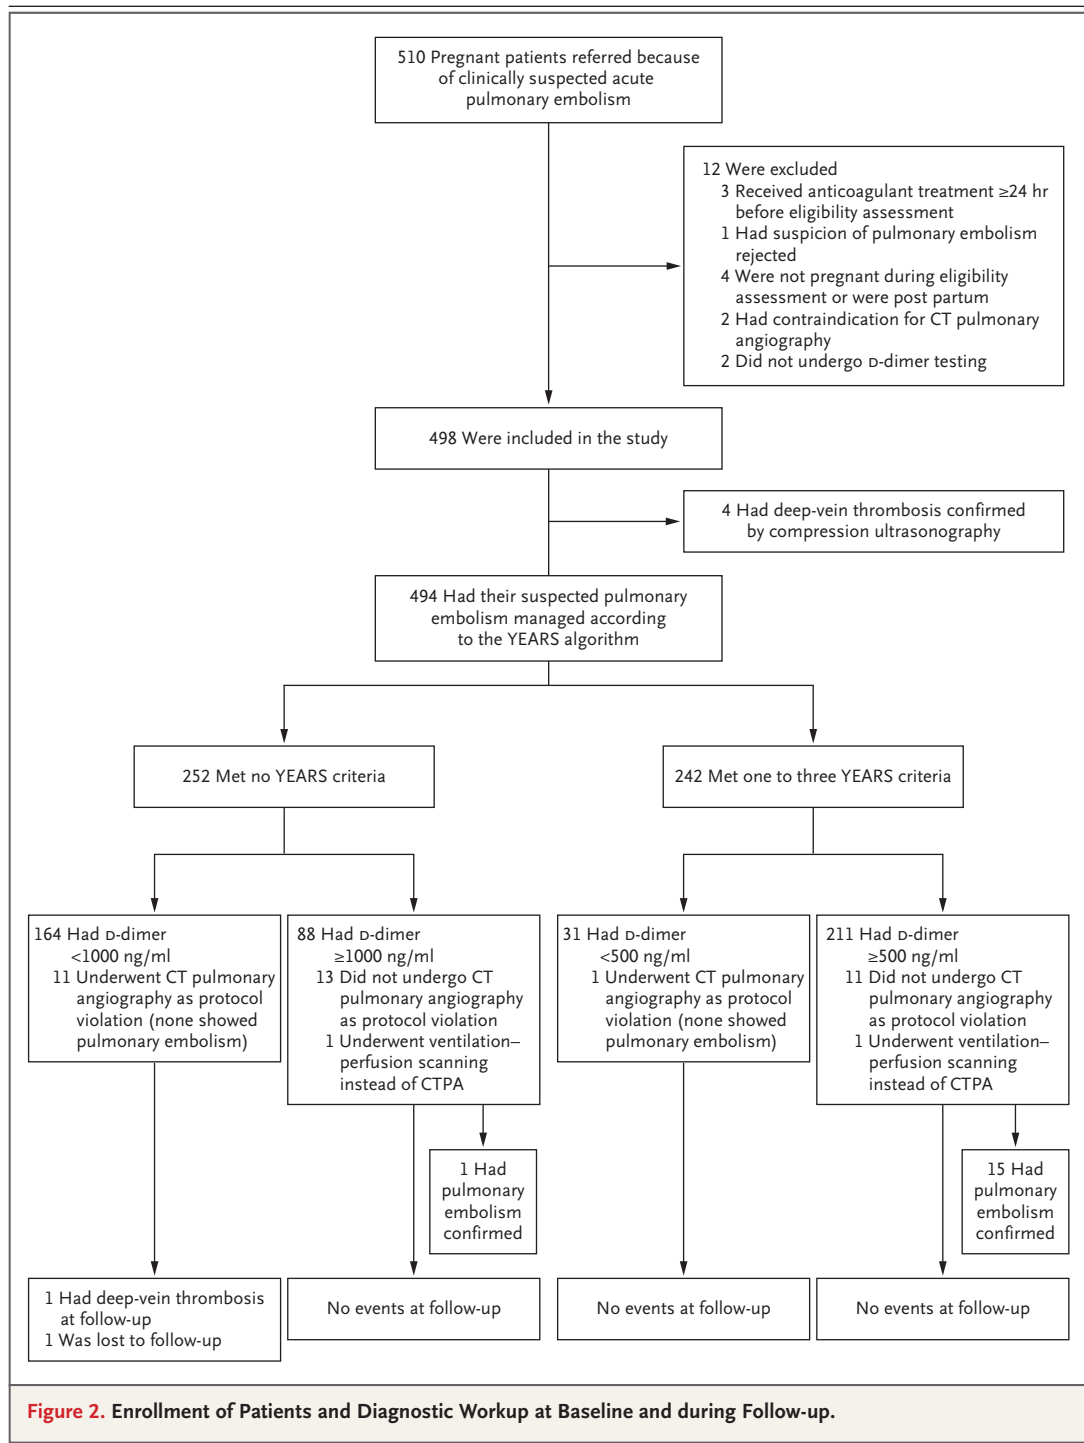 510 Pregnant patients referred because
of clinically suspected acute
pulmonary embolism
12 Were excluded
3 Received anticoagulant treatment ≥24 hr
before eligibility assessment
1 Had suspicion of pulmonary embolism
rejected
4 Were not pregnant during eligibility
assessment or were post partum
2 Had contraindication for CT pulmonary
angiography
2 Did not undergo D-dimer testing
498 Were included in the study
4 Had deep-vein thrombosis confirmed
by compression ultrasonography
494 Had their suspected pulmonary
embolism managed according
to the YEARS algorithm
252 Met no YEARS criteria
242 Met one to three YEARS criteria
164 Had D-dimer
<1000 ng/ml
11 Underwent CT pulmonary
angiography as protocol
violation (none showed
pulmonary embolism)
88 Had D-dimer
≥1000 ng/ml
13 Did not undergo CT
pulmonary angiography
as protocol violation
1 Underwent ventilation–
perfusion scanning
instead of CTPA
31 Had D-dimer
<500 ng/ml
1 Underwent CT pulmonary
angiography as protocol
violation (none showed
pulmonary embolism)
211 Had D-dimer
≥500 ng/ml
11 Did not undergo CT
pulmonary angiography
as protocol violation
1 Underwent ventilation–
perfusion scanning
instead of CTPA
1 Had
pulmonary
embolism
confirmed
15 Had
pulmonary
embolism
confirmed
1 Had deep-vein thrombosis
at follow-up
1 Was lost to follow-up
No events at follow-up
No events at follow-up
No events at follow-up
Figure 2. Enrollment of Patients and Diagnostic Workup at Baseline and during Follow-up.